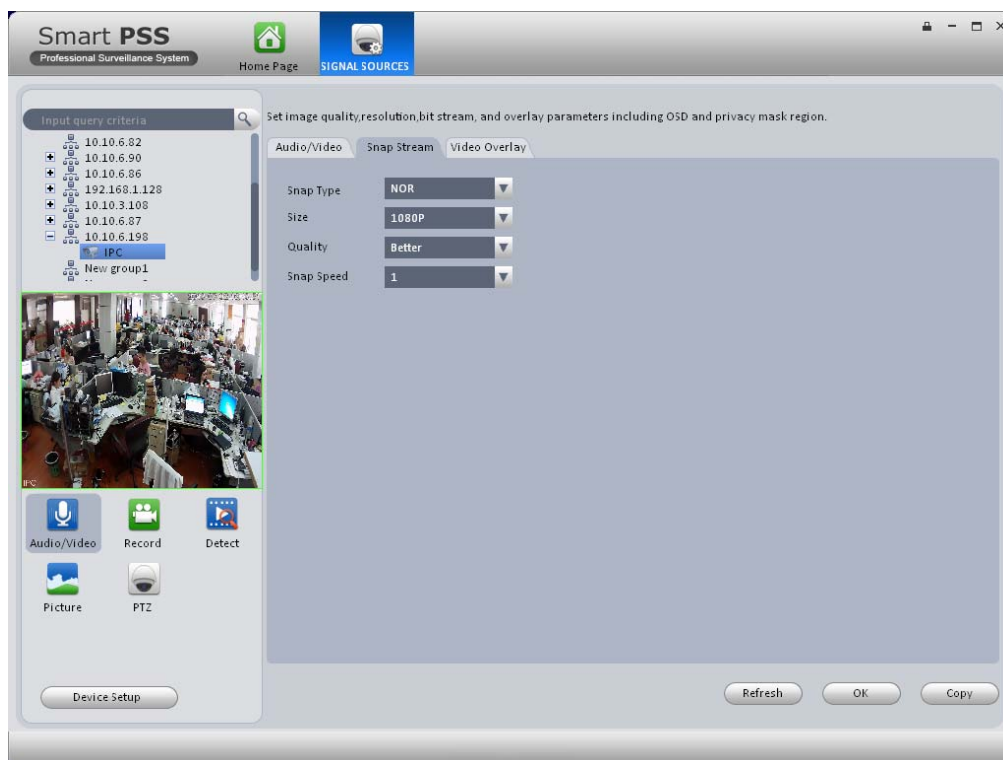 Smart PSS
Professional Surveillance System
Home Page
SIGNAL SOURCES
Input query criteria
10.10.6.82
10.10.6.90
10.10.6.86
192.168.1.128
10.10.3.108
10.10.6.87
10.10.6.198
IPC
New group1
Set image quality,resolution,bit stream, and overlay parameters including OSD and privacy mask region.
Audio/Video Snap Stream Video Overlay
Snap Type NOR
Size 1080P
Quality Better
Snap Speed 1
IPC
Audio/Video Record Detect
Picture PTZ
Device Setup
Refresh OK Copy